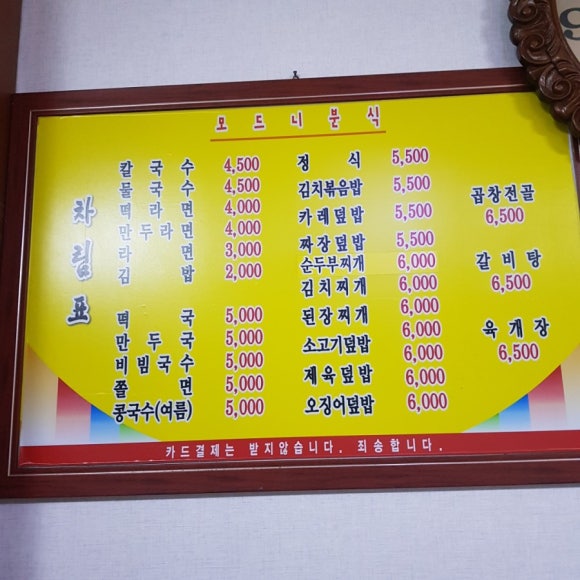 모드니분식
차림표
칼국수 4,500
물국수 4,500
떡라면 4,000
만두라면 4,000
라면 3,000
김밥 2,000
떡국 5,000
만두국 5,000
비빔국수 5,000
쫄면 5,000
콩국수(여름) 5,000
정식 5,500
김치볶음밥 5,500
카레덮밥 5,500
짜장덮밥 5,500
순두부찌개 6,000
김치찌개 6,000
된장찌개 6,000
소고기덮밥 6,000
제육덮밥 6,000
오징어덮밥 6,000
곱창전골
6,500
갈비탕
6,500
육개장
6,500
카드결제는 받지않습니다. 죄송합니다.
9